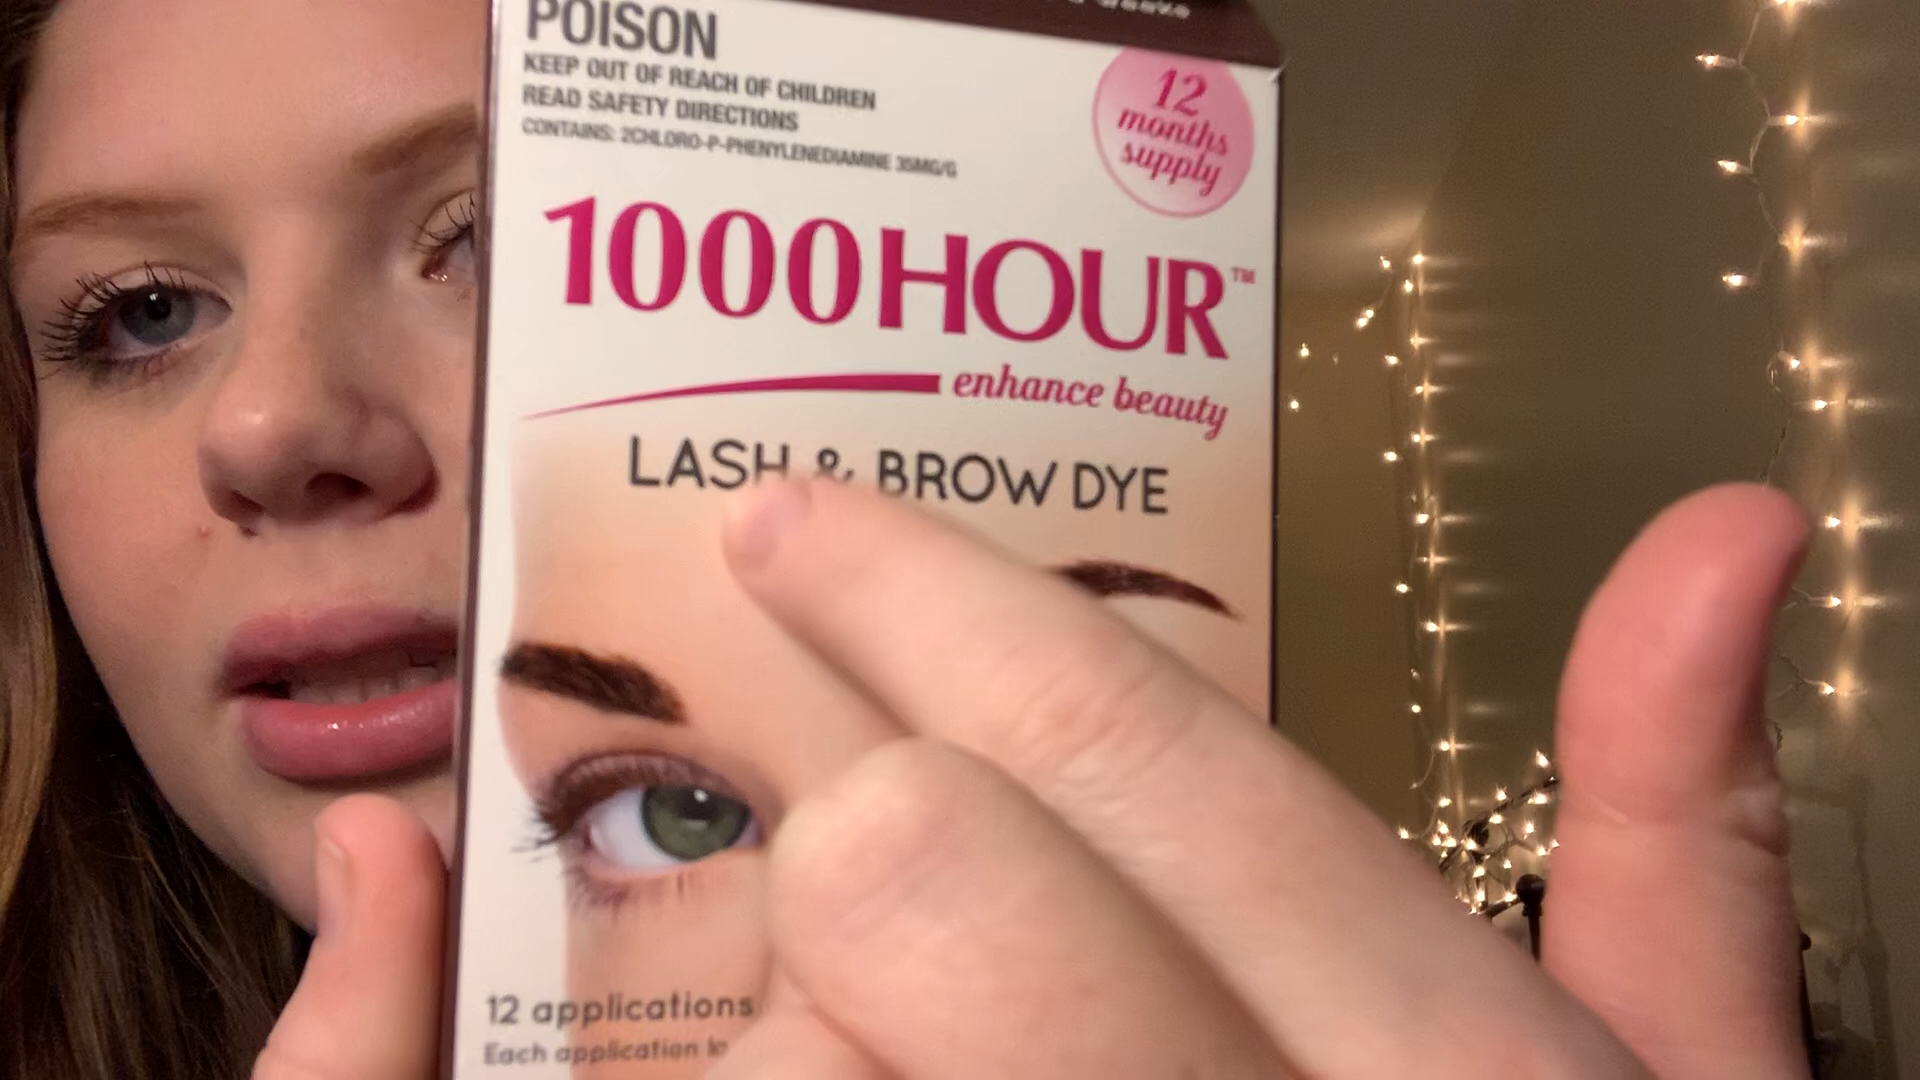 POISON
KEEP OUT OF REACH OF CHILDREN
READ SAFETY DIRECTIONS
CONTAINS: 2CHLORO-P-PHENYLENEDIAMINE 35MG/G
12
months
supply
1000HOUR™
enhance beauty
LASH & BROW DYE
12 applications
Each application